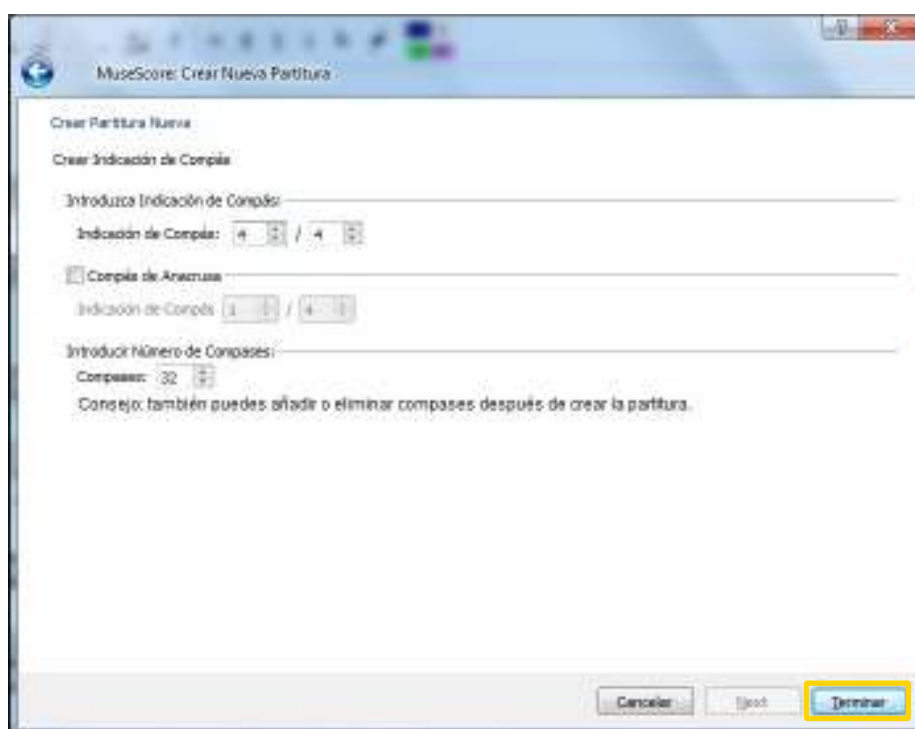 MuseScore: Crear Nueva Partitura
Crear Partitura Nueva
Crear Indicación de Compás
Introduzca Indicación de Compás:
Indicación de Compás: 4 / 4
Compás de Anacrusa
Indicación de Compás 1 / 4
Introducir Número de Compases:
Compases: 32
Consejo: también puedes añadir o eliminar compases después de crear la partitura.
Cancelar Next Terminar